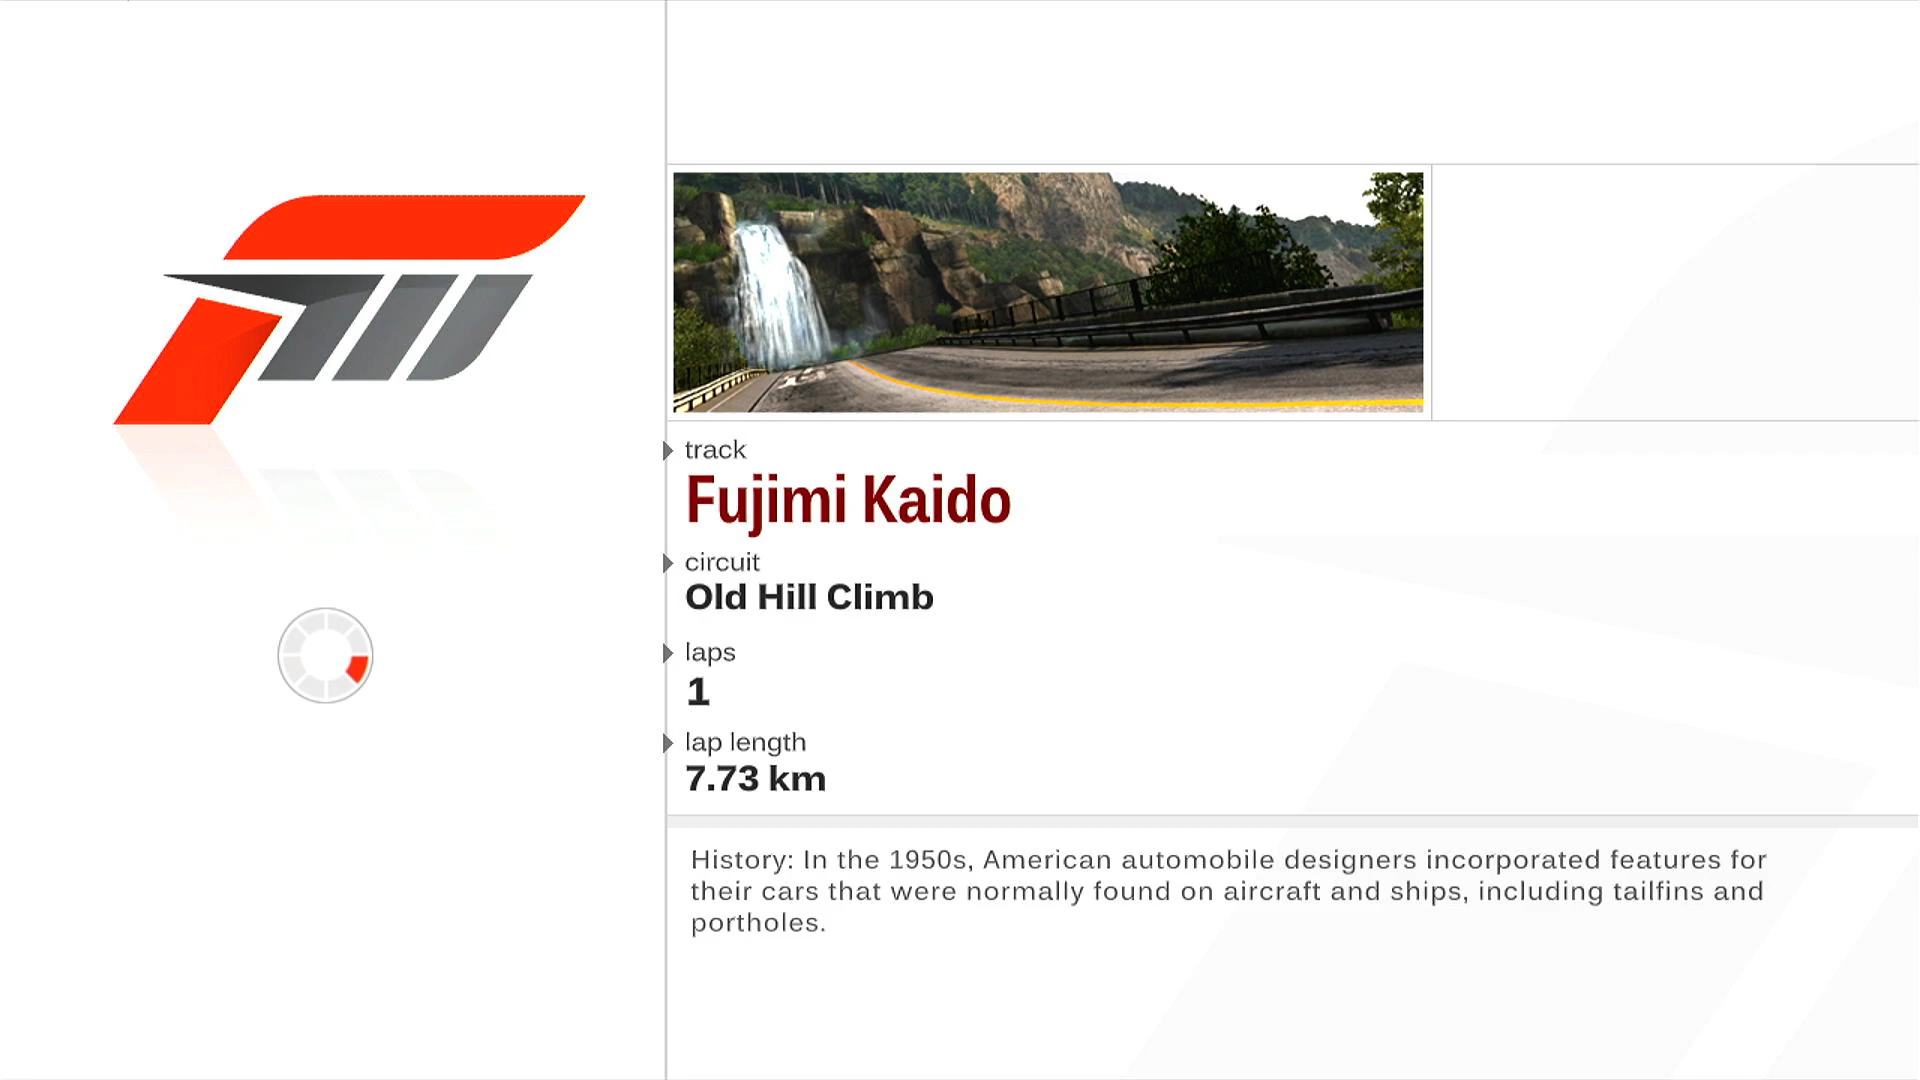 track
Fujimi Kaido
circuit
Old Hill Climb
laps
1
lap length
7.73 km
History: In the 1950s, American automobile designers incorporated features for
their cars that were normally found on aircraft and ships, including tailfins and
portholes.